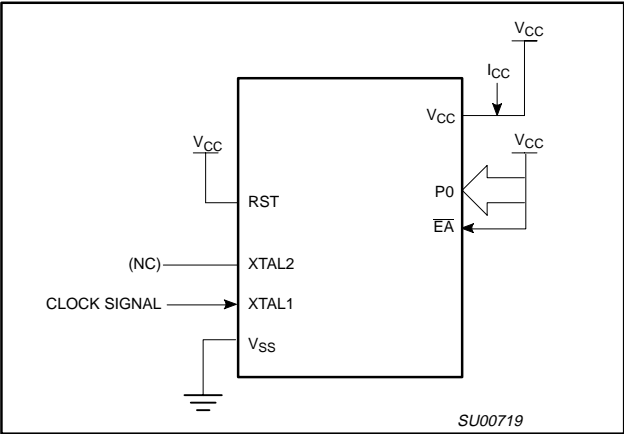 VCC
ICC
VCC
VCC
VCC
P0
RST
EA
(NC)
XTAL2
CLOCK SIGNAL
XTAL1
VSS
SU00719